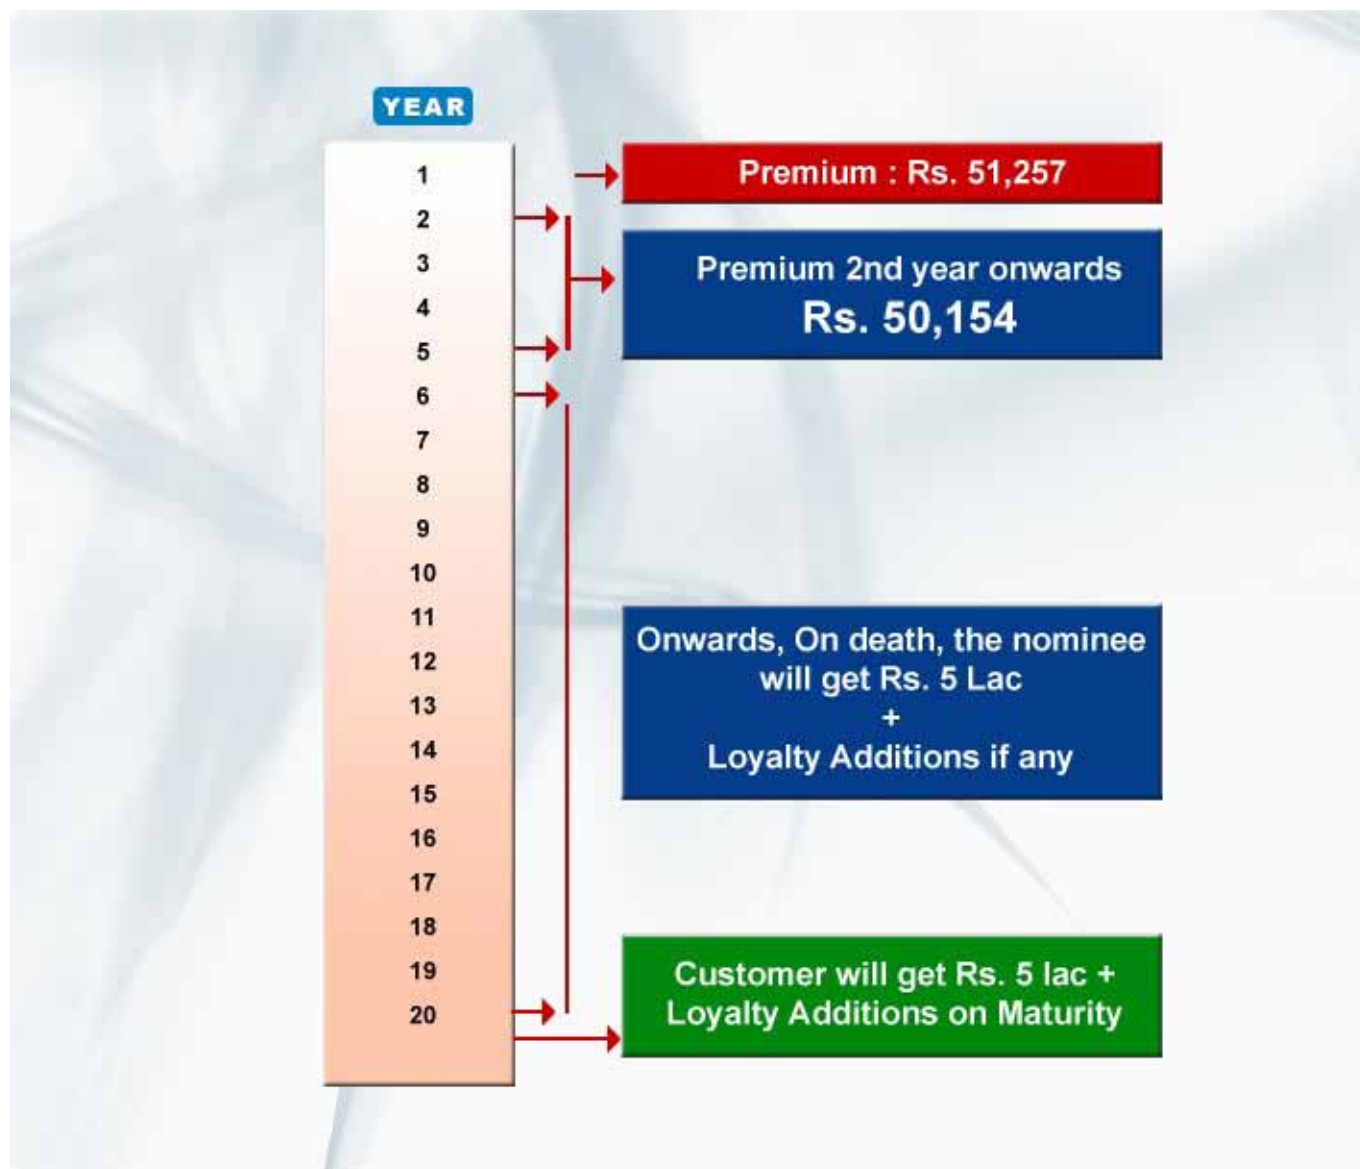 YEAR
1
2
3
4
5
6
7
8
9
10
11
12
13
14
15
16
17
18
19
20
Premium : Rs. 51,257
Premium 2nd year onwards
Rs. 50,154
Onwards, On death, the nominee
will get Rs. 5 Lac
+
Loyalty Additions if any
Customer will get Rs. 5 lac +
Loyalty Additions on Maturity